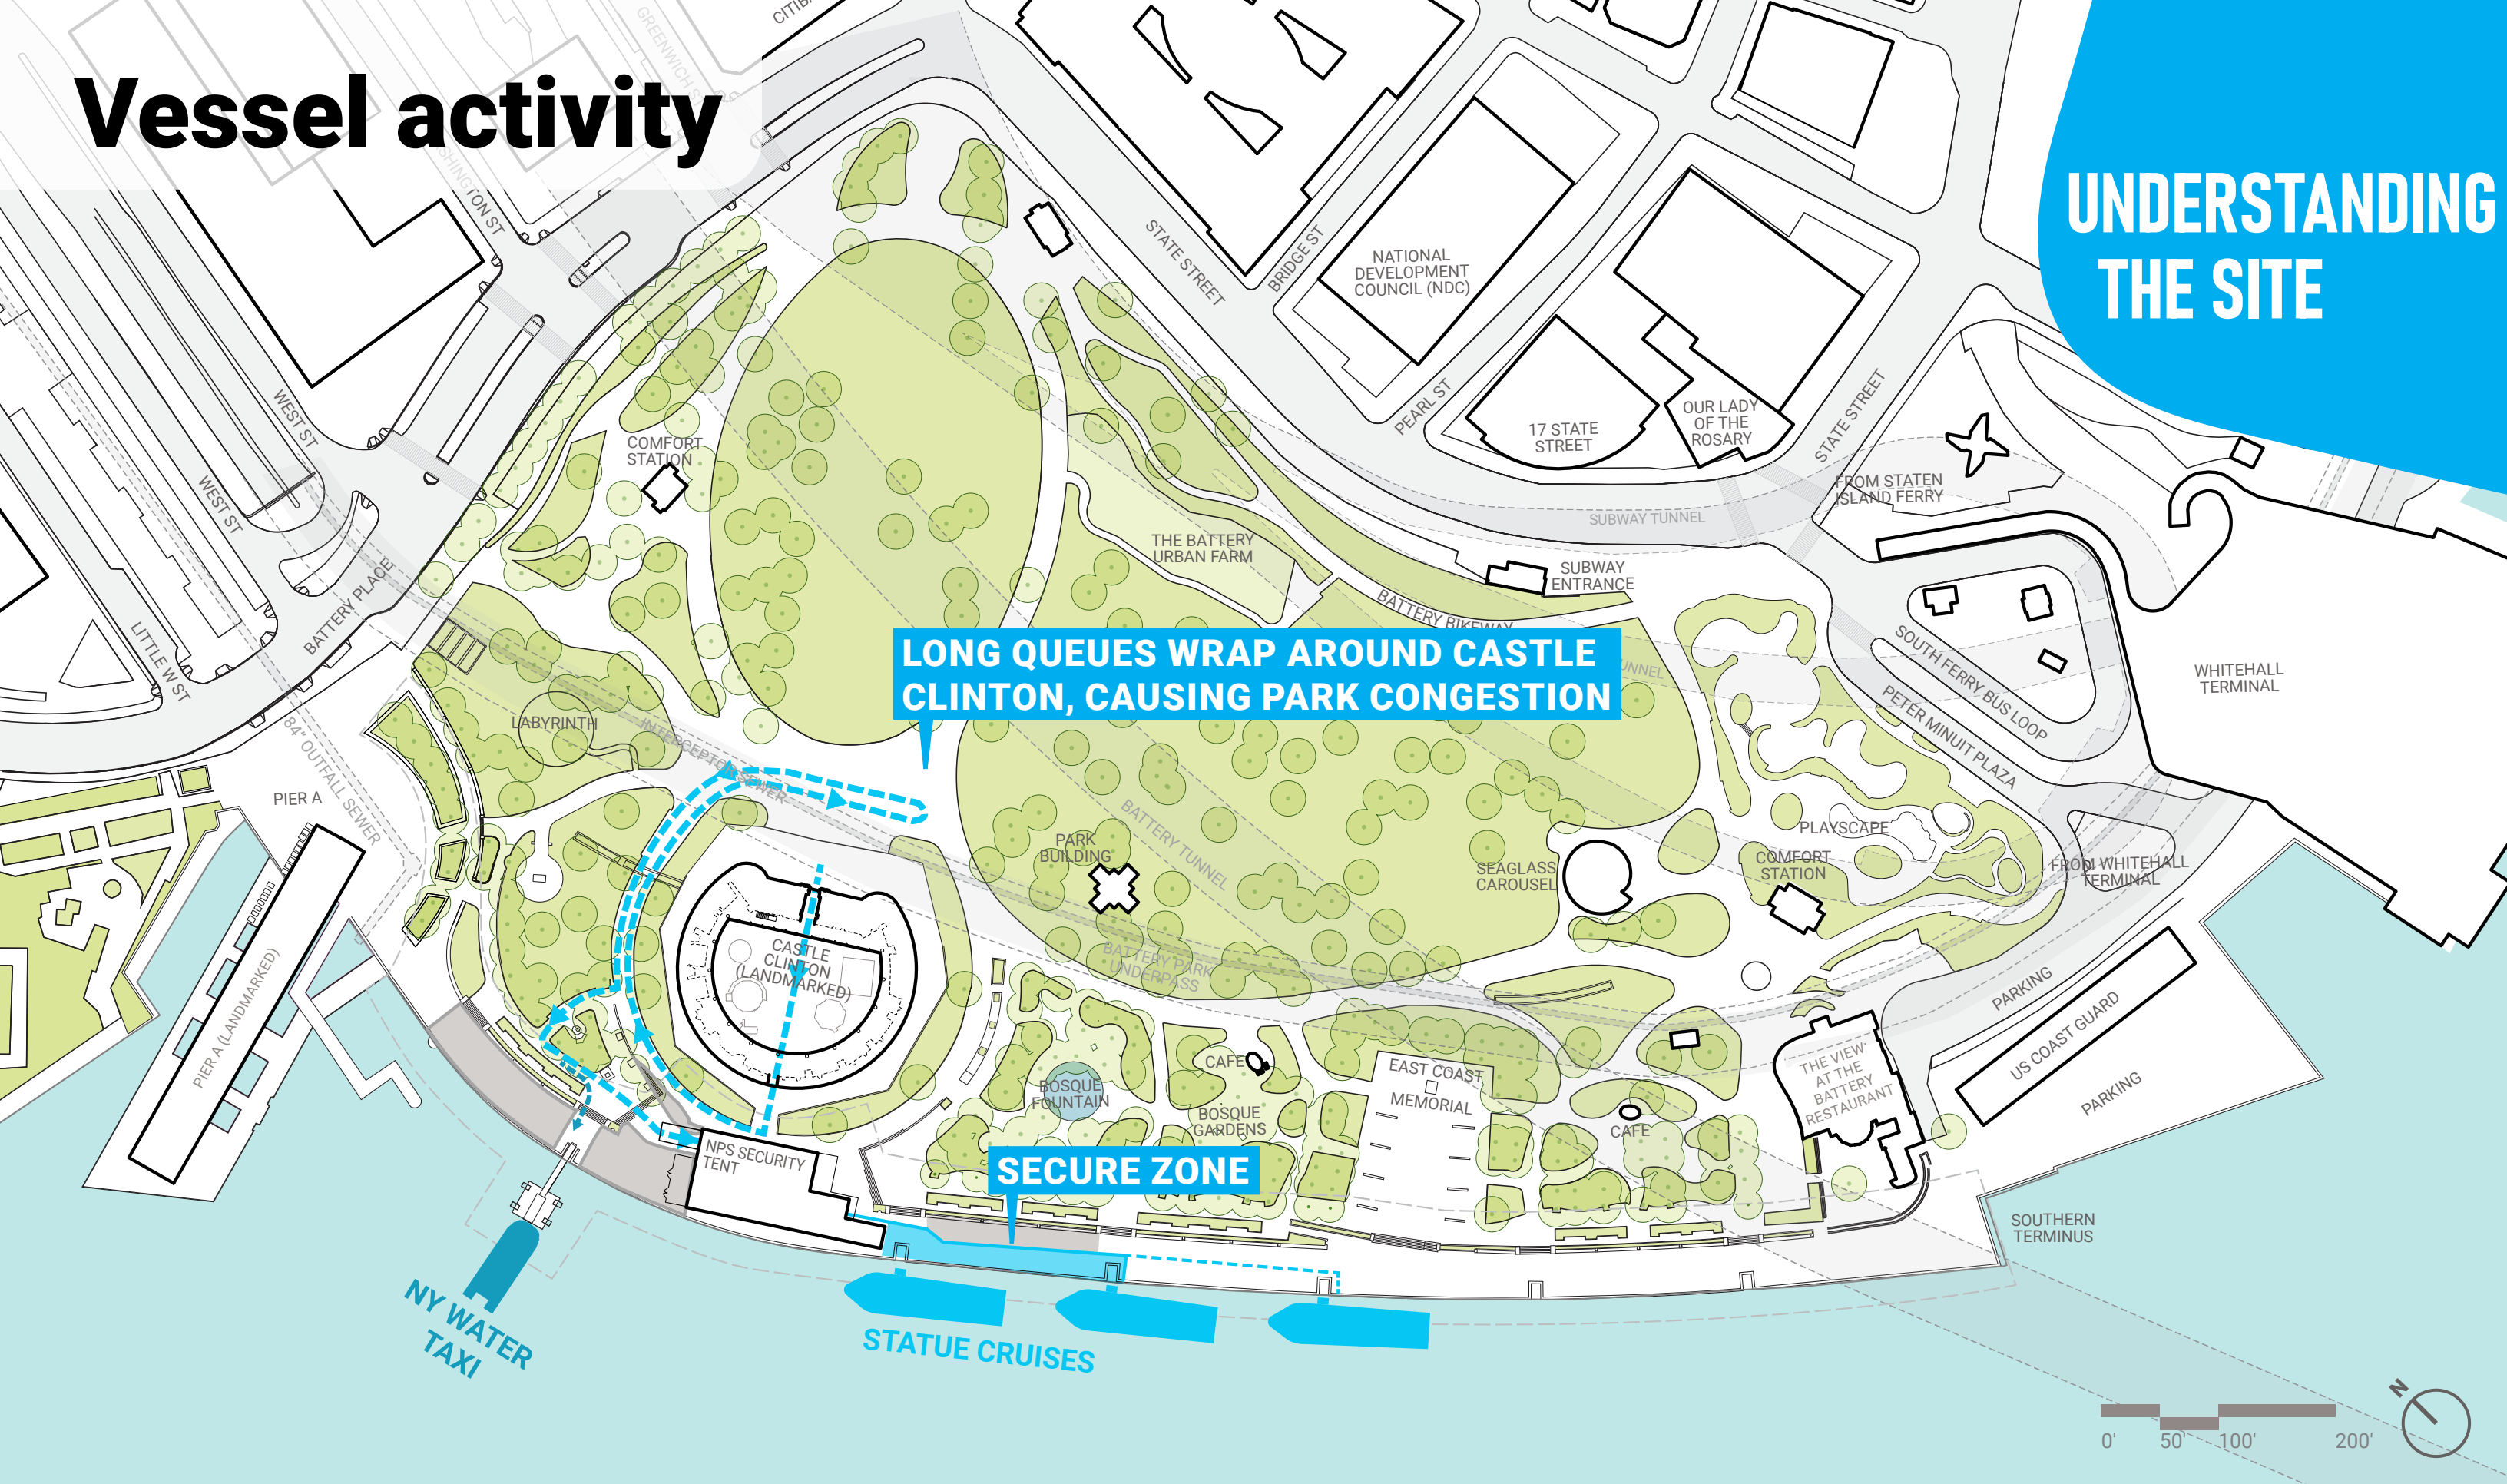 Vessel activity
UNDERSTANDING
THE SITE
GREENWICH S
WEST ST
WEST ST
LITTLE W ST
BATTERY PLACE
STATE STREET
BRIDGE ST
PEARL ST
STATE STREET
NATIONAL
DEVELOPMENT
COUNCIL (NDC)
17 STATE
STREET
OUR LADY
OF THE
ROSARY
FROM STATEN
ISLAND FERRY
SUBWAY TUNNEL
SUBWAY
ENTRANCE
COMFORT
STATION
THE BATTERY
URBAN FARM
BATTERY BIKEWAY
SOUTH FERRY BUS LOOP
PETER MINUIT PLAZA
WHITEHALL
TERMINAL
LONG QUEUES WRAP AROUND CASTLE
CLINTON, CAUSING PARK CONGESTION
LABYRINTH
INTERCEPTOR SEWER
84" OUTFALL SEWER
PIER A
PIER A (LANDMARKED)
CASTLE
CLINTON
(LANDMARKED)
PARK
BUILDING
BATTERY TUNNEL
BATTERY PARK
UNDERPASS
SEAGLASS
CAROUSEL
PLAYSCAPE
COMFORT
STATION
FROM WHITEHALL
TERMINAL
PARKING
US COAST GUARD
PARKING
THE VIEW
AT THE
BATTERY
RESTAURANT
CAFE
BOSQUE
FOUNTAIN
BOSQUE
GARDENS
EAST COAST
MEMORIAL
CAFE
NPS SECURITY
TENT
SECURE ZONE
SOUTHERN
TERMINUS
NY WATER
TAXI
STATUE CRUISES
N
0' 50' 100' 200'